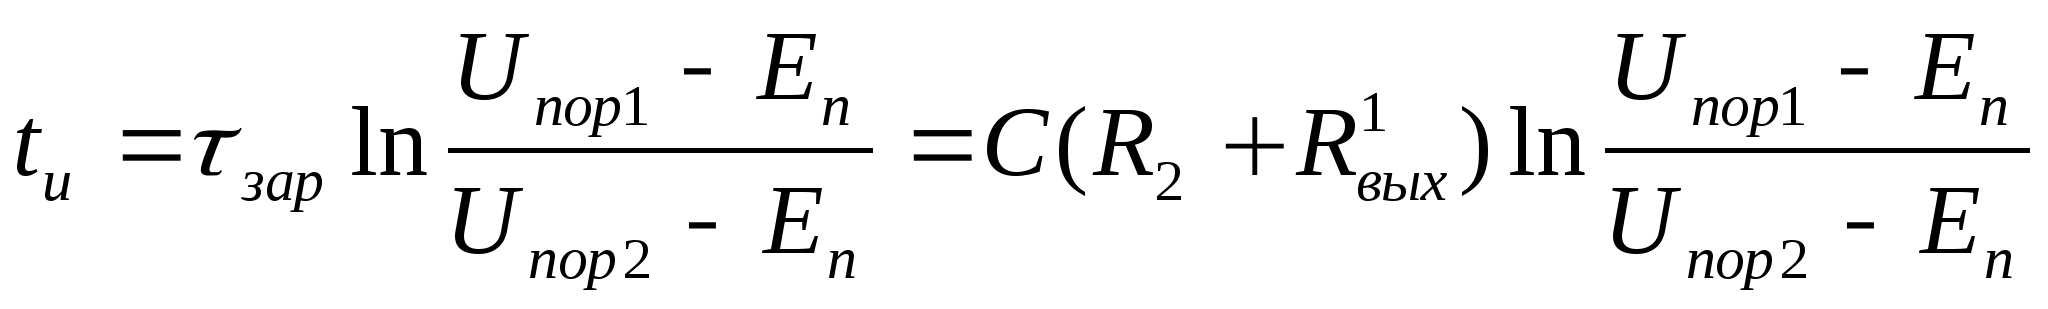 t_и = τ_зар ln (U_пор1 - E_п)/(U_пор2 - E_п) = C(R_2 + R^1_вых) ln (U_пор1 - E_п)/(U_пор2 - E_п)